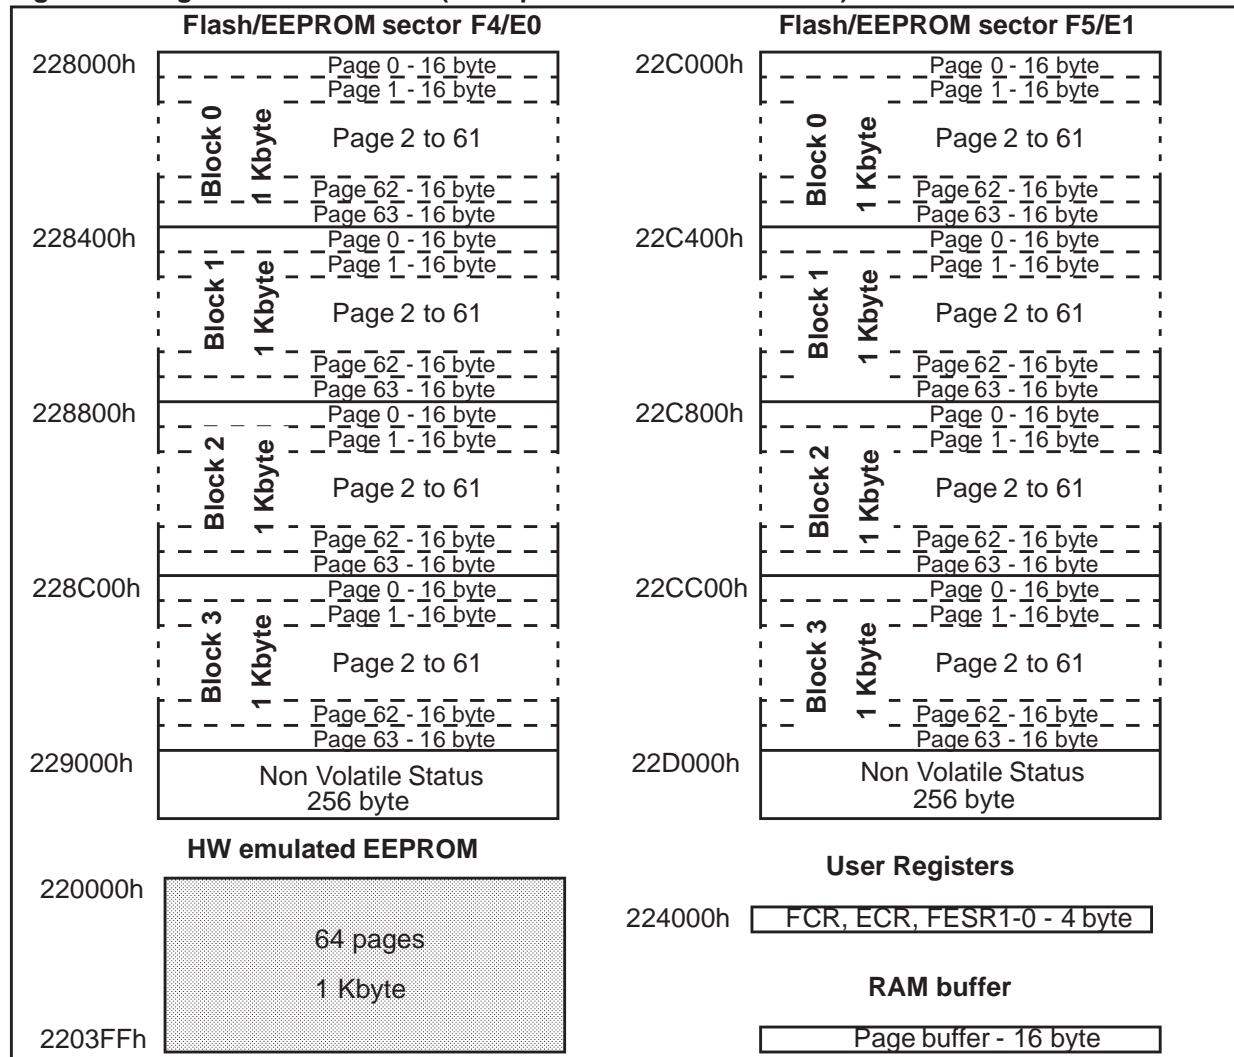 Flash/EEPROM sector F4/E0
228000h
Page 0 - 16 byte
Page 1 - 16 byte
Block 0
1 Kbyte
Page 2 to 61
Page 62 - 16 byte
Page 63 - 16 byte
228400h
Page 0 - 16 byte
Page 1 - 16 byte
Block 1
1 Kbyte
Page 2 to 61
Page 62 - 16 byte
Page 63 - 16 byte
228800h
Page 0 - 16 byte
Page 1 - 16 byte
Block 2
1 Kbyte
Page 2 to 61
Page 62 - 16 byte
Page 63 - 16 byte
228C00h
Page 0 - 16 byte
Page 1 - 16 byte
Block 3
1 Kbyte
Page 2 to 61
Page 62 - 16 byte
Page 63 - 16 byte
229000h
Non Volatile Status
256 byte
Flash/EEPROM sector F5/E1
22C000h
Page 0 - 16 byte
Page 1 - 16 byte
Block 0
1 Kbyte
Page 2 to 61
Page 62 - 16 byte
Page 63 - 16 byte
22C400h
Page 0 - 16 byte
Page 1 - 16 byte
Block 1
1 Kbyte
Page 2 to 61
Page 62 - 16 byte
Page 63 - 16 byte
22C800h
Page 0 - 16 byte
Page 1 - 16 byte
Block 2
1 Kbyte
Page 2 to 61
Page 62 - 16 byte
Page 63 - 16 byte
22CC00h
Page 0 - 16 byte
Page 1 - 16 byte
Block 3
1 Kbyte
Page 2 to 61
Page 62 - 16 byte
Page 63 - 16 byte
22D000h
Non Volatile Status
256 byte
HW emulated EEPROM
220000h
64 pages
1 Kbyte
2203FFh
User Registers
224000h
FCR, ECR, FESR1-0 - 4 byte
RAM buffer
Page buffer - 16 byte